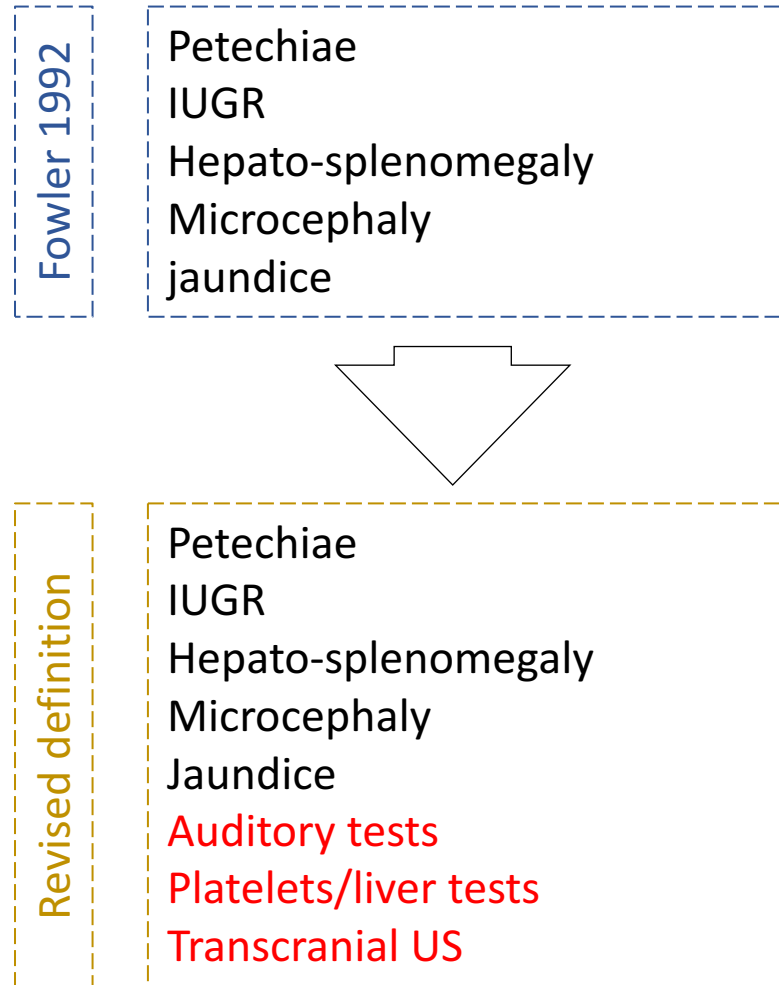 Fowler 1992
Petechiae
IUGR
Hepato-splenomegaly
Microcephaly
jaundice
Revised definition
Petechiae
IUGR
Hepato-splenomegaly
Microcephaly
Jaundice
Auditory tests
Platelets/liver tests
Transcranial US